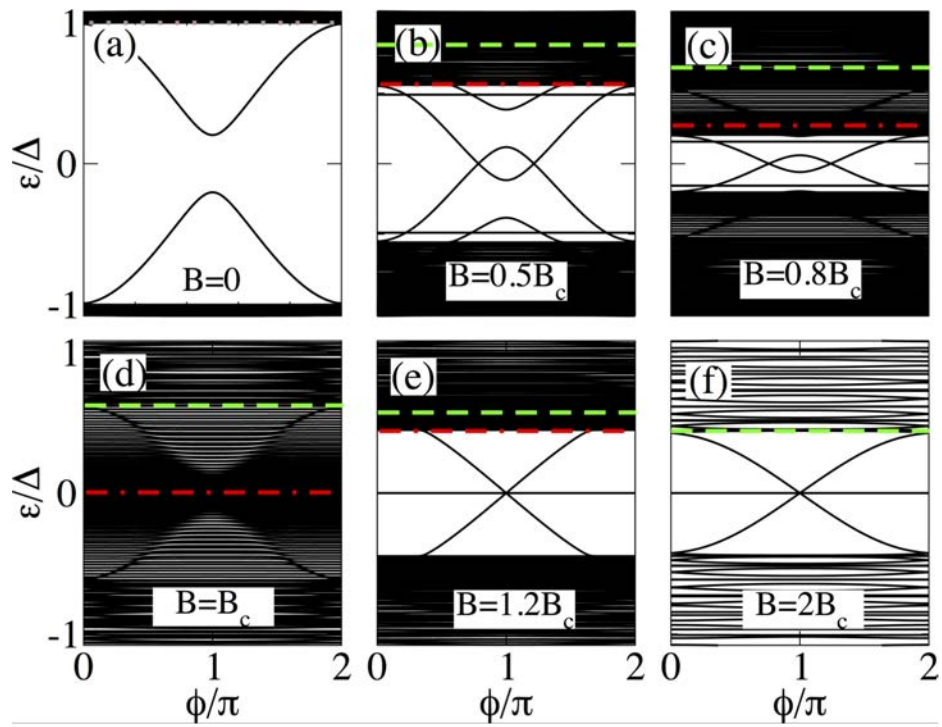 (a)
(b)
(c)
1
0
-1
ε/Δ
B=0
B=0.5B_c
B=0.8B_c
(d)
(e)
(f)
1
0
-1
ε/Δ
B=B_c
B=1.2B_c
B=2B_c
0 1 2
0 1 2
0 1 2
ϕ/π
ϕ/π
ϕ/π